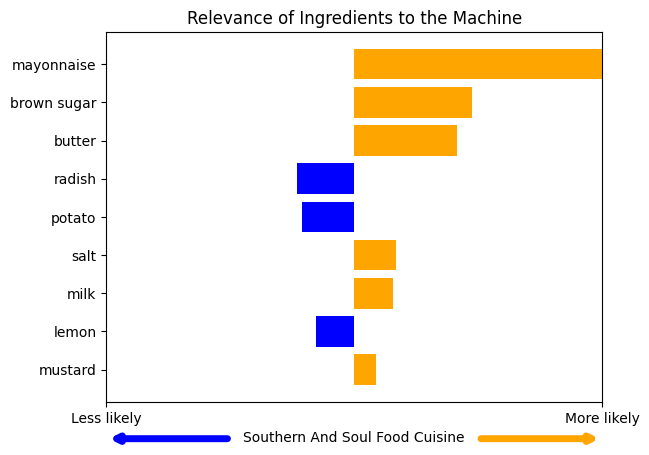 Relevance of Ingredients to the Machine
mayonnaise
brown sugar
butter
radish
potato
salt
milk
lemon
mustard
Less likely
More likely
Southern And Soul Food Cuisine